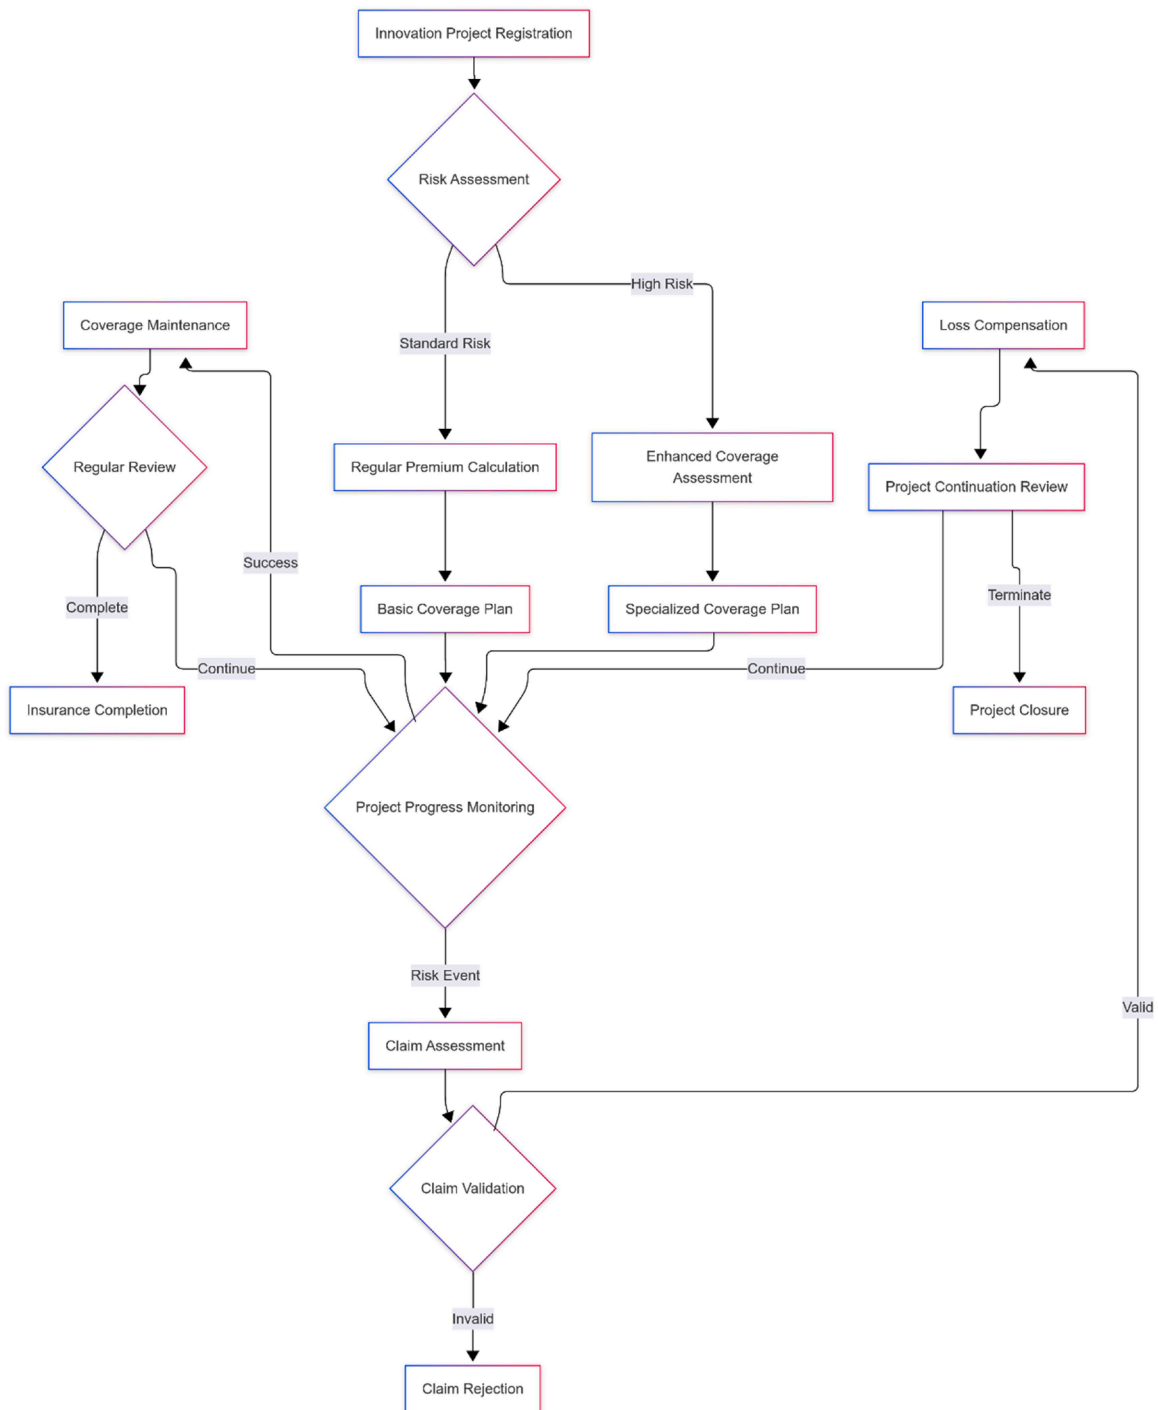 Innovation Project Registration
Risk Assessment
High Risk
Coverage Maintenance
Loss Compensation
Standard Risk
Regular Review
Regular Premium Calculation
Enhanced Coverage
Assessment
Project Continuation Review
Success
Complete
Basic Coverage Plan
Specialized Coverage Plan
Terminate
Continue
Continue
Insurance Completion
Project Closure
Project Progress Monitoring
Risk Event
Valid
Claim Assessment
Claim Validation
Invalid
Claim Rejection